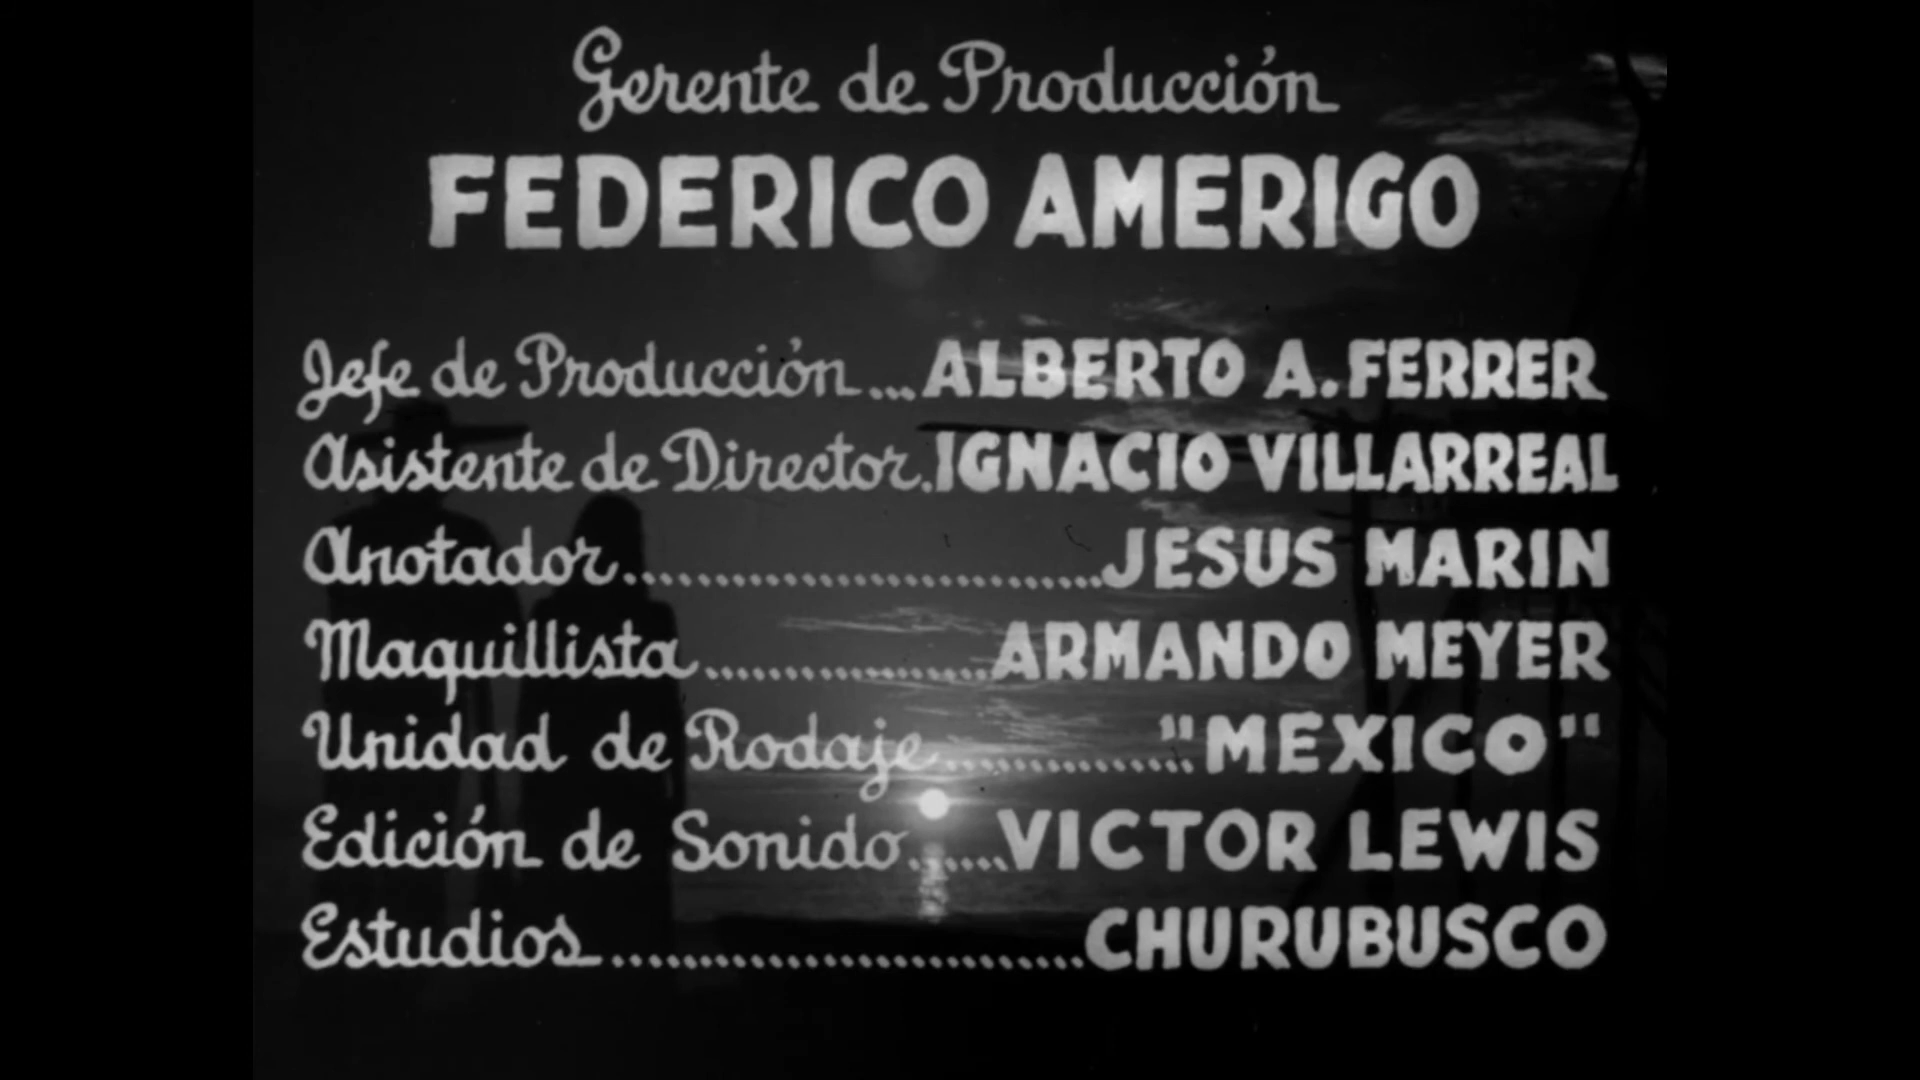 Gerente de Producción
FEDERICO AMERIGO
Jefe de Producción...ALBERTO A. FERRER
Asistente de Director.IGNACIO VILLARREAL
Anotador..........................JESUS MARIN
Maquillista................ARMANDO MEYER
Unidad de Rodaje.............."MEXICO"
Edición de Sonido......VICTOR LEWIS
Estudios..........................CHURUBUSCO